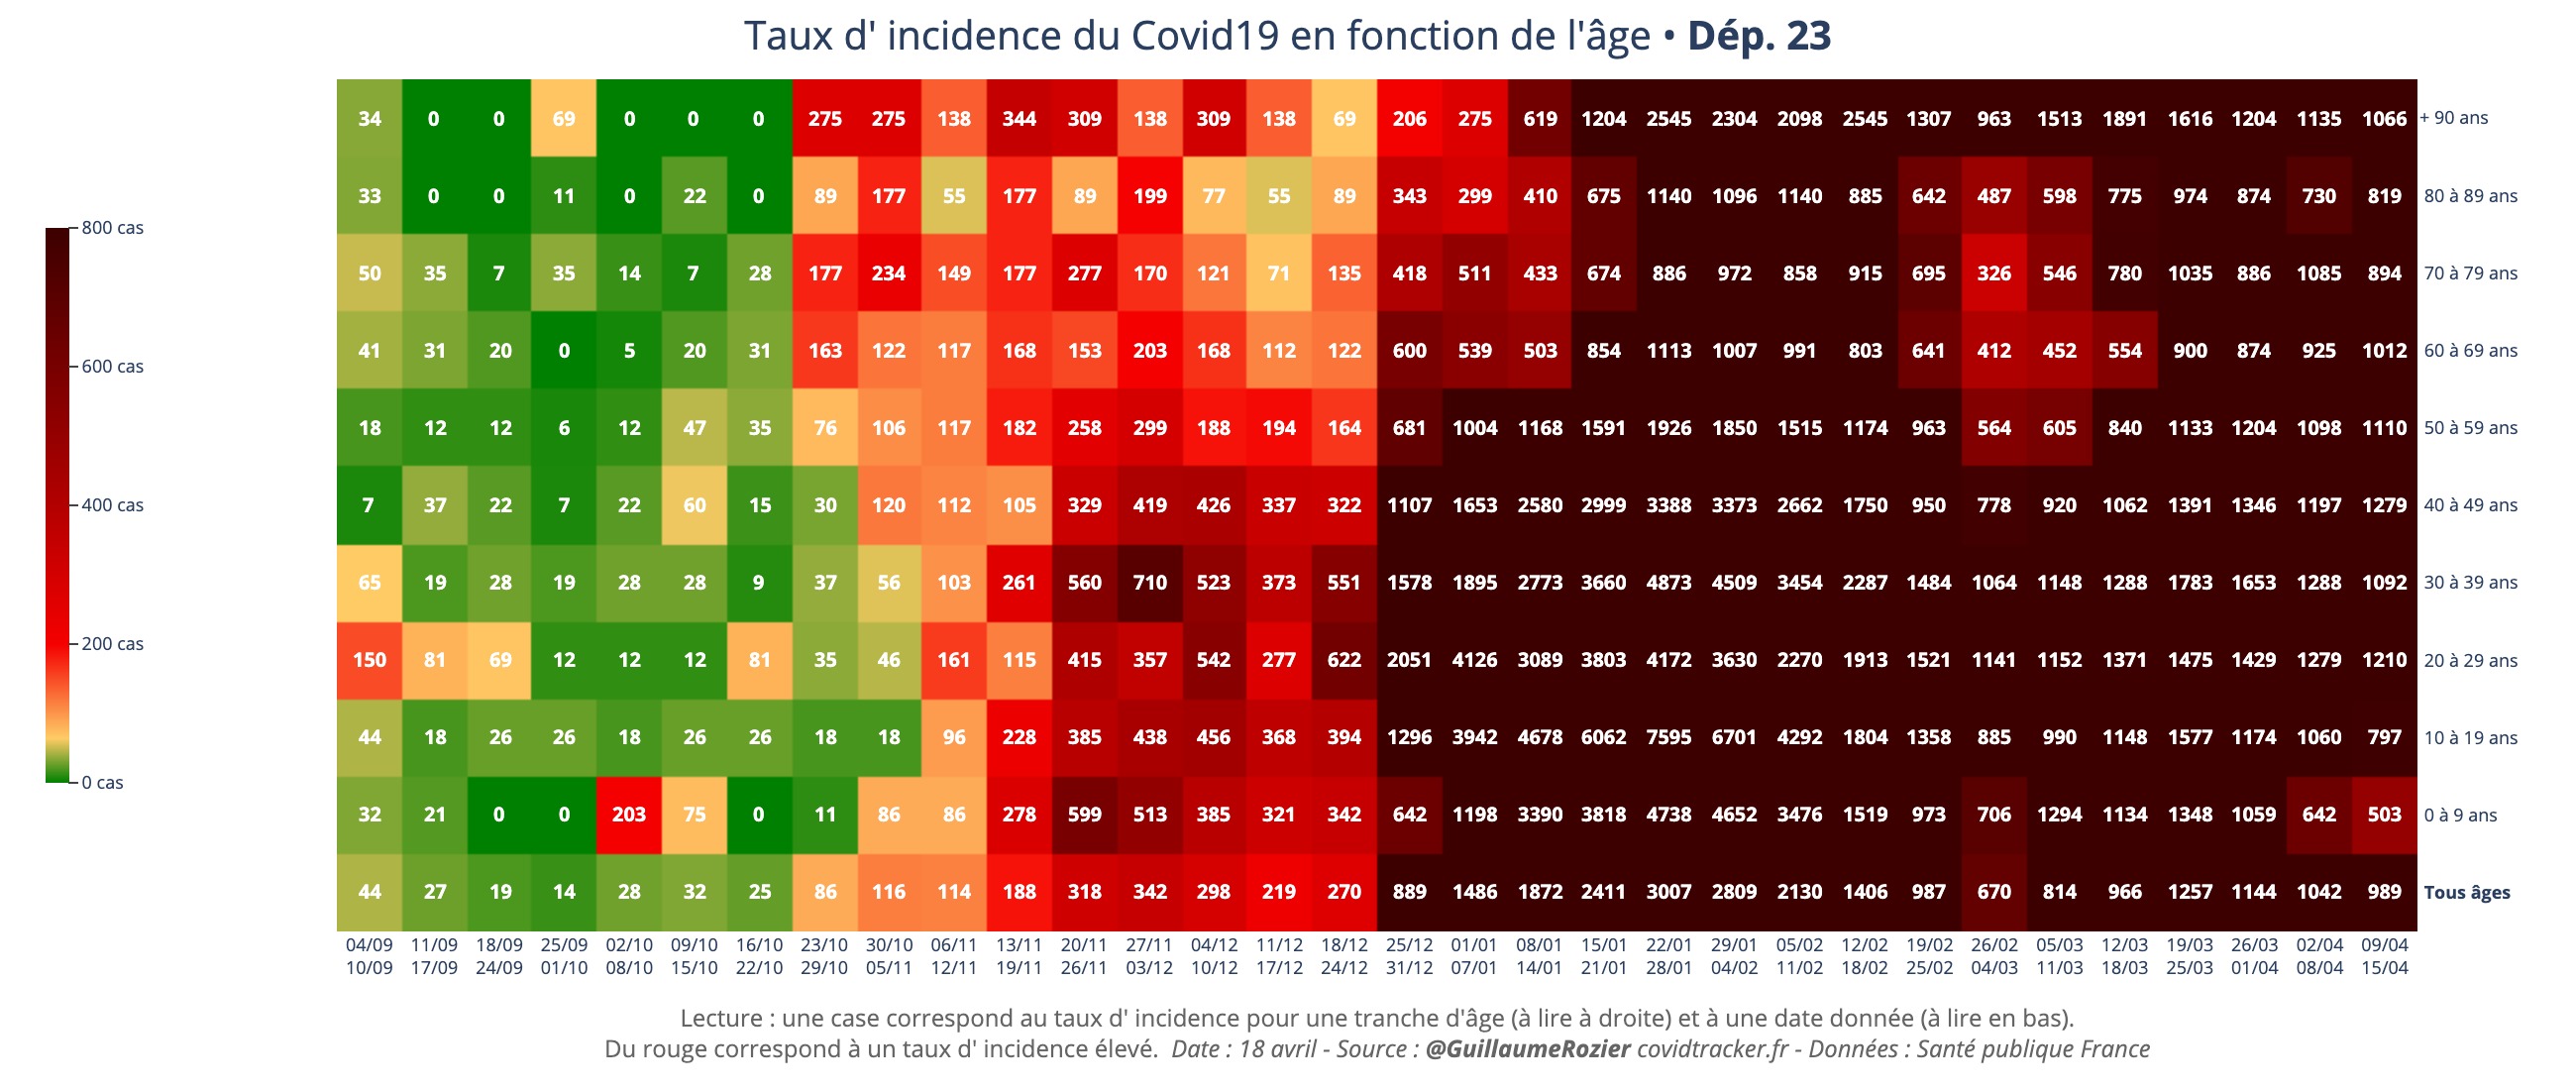 Taux d' incidence du Covid19 en fonction de l'âge • Dép. 23
34 0 0 69 0 0 0 275 275 138 344 309 138 309 138 69 206 275 619 1204 2545 2304 2098 2545 1307 963 1513 1891 1616 1204 1135 1066 + 90 ans
33 0 0 11 0 22 0 89 177 55 177 89 199 77 55 89 343 299 410 675 1140 1096 1140 885 642 487 598 775 974 874 730 819 80 à 89 ans
800 cas
50 35 7 35 14 7 28 177 234 149 177 277 170 121 71 135 418 511 433 674 886 972 858 915 695 326 546 780 1035 886 1085 894 70 à 79 ans
41 31 20 0 5 20 31 163 122 117 168 153 203 168 112 122 600 539 503 854 1113 1007 991 803 641 412 452 554 900 874 925 1012 60 à 69 ans
600 cas
18 12 12 6 12 47 35 76 106 117 182 258 299 188 194 164 681 1004 1168 1591 1926 1850 1515 1174 963 564 605 840 1133 1204 1098 1110 50 à 59 ans
400 cas
7 37 22 7 22 60 15 30 120 112 105 329 419 426 337 322 1107 1653 2580 2999 3388 3373 2662 1750 950 778 920 1062 1391 1346 1197 1279 40 à 49 ans
65 19 28 19 28 28 9 37 56 103 261 560 710 523 373 551 1578 1895 2773 3660 4873 4509 3454 2287 1484 1064 1148 1288 1783 1653 1288 1092 30 à 39 ans
200 cas
150 81 69 12 12 12 81 35 46 161 115 415 357 542 277 622 2051 4126 3089 3803 4172 3630 2270 1913 1521 1141 1152 1371 1475 1429 1279 1210 20 à 29 ans
44 18 26 26 18 26 26 18 18 96 228 385 438 456 368 394 1296 3942 4678 6062 7595 6701 4292 1804 1358 885 990 1148 1577 1174 1060 797 10 à 19 ans
0 cas
32 21 0 0 203 75 0 11 86 86 278 599 513 385 321 342 642 1198 3390 3818 4738 4652 3476 1519 973 706 1294 1134 1348 1059 642 503 0 à 9 ans
44 27 19 14 28 32 25 86 116 114 188 318 342 298 219 270 889 1486 1872 2411 3007 2809 2130 1406 987 670 814 966 1257 1144 1042 989 Tous âges
04/09 11/09 18/09 25/09 02/10 09/10 16/10 23/10 30/10 06/11 13/11 20/11 27/11 04/12 11/12 18/12 25/12 01/01 08/01 15/01 22/01 29/01 05/02 12/02 19/02 26/02 05/03 12/03 19/03 26/03 02/04 09/04
10/09 17/09 24/09 01/10 08/10 15/10 22/10 29/10 05/11 12/11 19/11 26/11 03/12 10/12 17/12 24/12 31/12 07/01 14/01 21/01 28/01 04/02 11/02 18/02 25/02 04/03 11/03 18/03 25/03 01/04 08/04 15/04
Lecture : une case correspond au taux d' incidence pour une tranche d'âge (à lire à droite) et à une date donnée (à lire en bas).
Du rouge correspond à un taux d' incidence élevé. Date : 18 avril - Source : @GuillaumeRozier covidtracker.fr - Données : Santé publique France